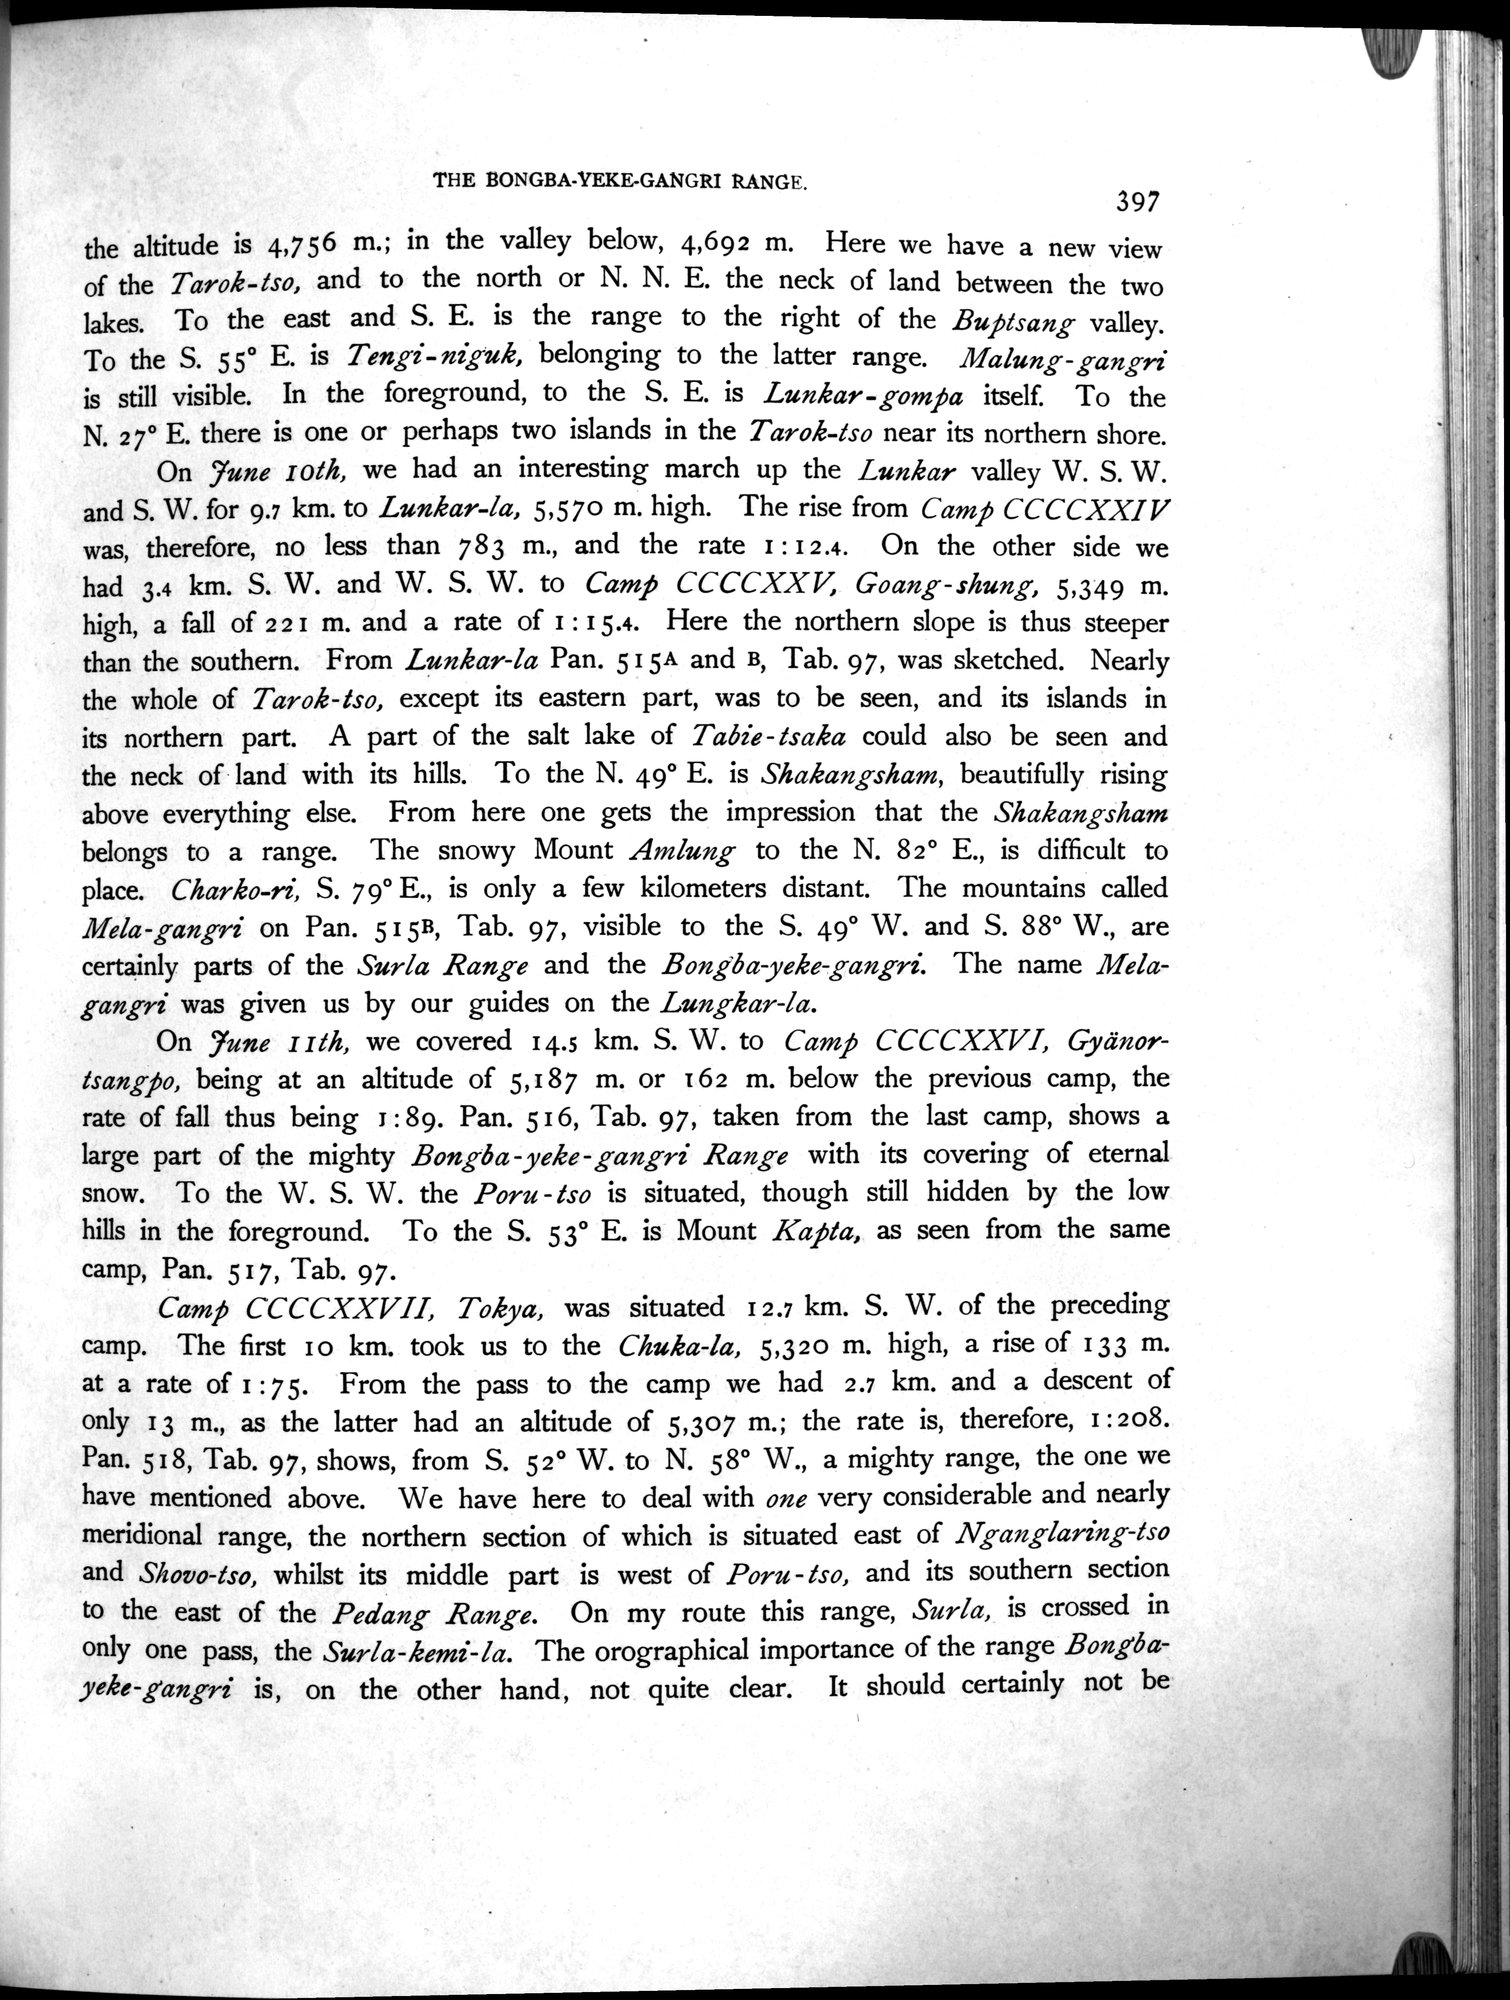 THE BONGBA-YEKE-GANGRI RANGE.
397
the altitude is 4,756 m.; in the valley below, 4,692 m. Here we have a new view
of the Tarok-tso, and to the north or N. N. E. the neck of land between the two
lakes. To the east and S. E. is the range to the right of the Buptsang valley.
To the S. 55° E. is Tengi-niguk, belonging to the latter range. Malung-gangri
is still visible. In the foreground, to the S. E. is Lunkar-gompa itself. To the
N. 27° E. there is one or perhaps two islands in the Tarok-tso near its northern shore.
On June 10th, we had an interesting march up the Lunkar valley W. S. W.
and S. W. for 9.7 km. to Lunkar-la, 5,570 m. high. The rise from Camp CCCCXXIV
was, therefore, no less than 783 m., and the rate 1:12.4. On the other side we
had 3.4 km. S. W. and W. S. W. to Camp CCCCXXV, Goang-shung, 5,349 m.
high, a fall of 221 m. and a rate of 1:15.4. Here the northern slope is thus steeper
than the southern. From Lunkar-la Pan. 515A and B, Tab. 97, was sketched. Nearly
the whole of Tarok-tso, except its eastern part, was to be seen, and its islands in
its northern part. A part of the salt lake of Tabie-tsaka could also be seen and
the neck of land with its hills. To the N. 49° E. is Shakangsham, beautifully rising
above everything else. From here one gets the impression that the Shakangsham
belongs to a range. The snowy Mount Amlung to the N. 82° E., is difficult to
place. Charko-ri, S. 79° E., is only a few kilometers distant. The mountains called
Mela-gangri on Pan. 515B, Tab. 97, visible to the S. 49° W. and S. 88° W., are
certainly parts of the Surla Range and the Bongba-yeke-gangri. The name Mela-
gangri was given us by our guides on the Lungkar-la.
On June 11th, we covered 14.5 km. S. W. to Camp CCCCXXVI, Gyänor-
tsangpo, being at an altitude of 5,187 m. or 162 m. below the previous camp, the
rate of fall thus being 1:89. Pan. 516, Tab. 97, taken from the last camp, shows a
large part of the mighty Bongba-yeke-gangri Range with its covering of eternal
snow. To the W. S. W. the Poru-tso is situated, though still hidden by the low
hills in the foreground. To the S. 53° E. is Mount Kapta, as seen from the same
camp, Pan. 517, Tab. 97.
Camp CCCCXXVII, Tokya, was situated 12.7 km. S. W. of the preceding
camp. The first 10 km. took us to the Chuka-la, 5,320 m. high, a rise of 133 m.
at a rate of 1:75. From the pass to the camp we had 2.7 km. and a descent of
only 13 m., as the latter had an altitude of 5,307 m.; the rate is, therefore, 1:208.
Pan. 518, Tab. 97, shows, from S. 52° W. to N. 58° W., a mighty range, the one we
have mentioned above. We have here to deal with one very considerable and nearly
meridional range, the northern section of which is situated east of Nganglaring-tso
and Shovo-tso, whilst its middle part is west of Poru-tso, and its southern section
to the east of the Pedang Range. On my route this range, Surla, is crossed in
only one pass, the Surla-kemi-la. The orographical importance of the range Bongba-
yeke-gangri is, on the other hand, not quite clear. It should certainly not be